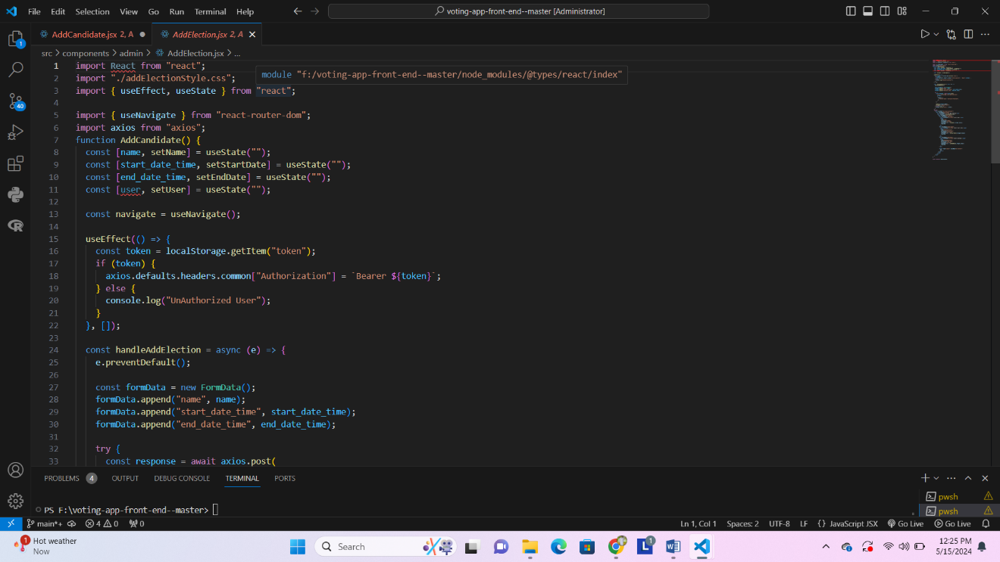 File Edit Selection View Go Run Terminal Help
voting-app-front-end--master [Administrator]
AddCandidate.jsx 2, A
AddElection.jsx 2, A
src > components > admin > AddElection.jsx > ...
1 import React from "react";
module "f:/voting-app-front-end--master/node_modules/@types/react/index"
2 import "./addElectionStyle.css";
3 import { useEffect, useState } from "react";
4
5 import { useNavigate } from "react-router-dom";
6 import axios from "axios";
7 function AddCandidate() {
8 const [name, setName] = useState("");
9 const [start_date_time, setStartDate] = useState("");
10 const [end_date_time, setEndDate] = useState("");
11 const [user, setUser] = useState("");
12
13 const navigate = useNavigate();
14
15 useEffect(() => {
16 const token = localStorage.getItem("token");
17 if (token) {
18 axios.defaults.headers.common["Authorization"] = `Bearer ${token}`;
19 } else {
20 console.log("UnAuthorized User");
21 }
22 }, []);
23
24 const handleAddElection = async (e) => {
25 e.preventDefault();
26
27 const formData = new FormData();
28 formData.append("name", name);
29 formData.append("start_date_time", start_date_time);
30 formData.append("end_date_time", end_date_time);
31
32 try {
33 const response = await axios.post(
PROBLEMS 4 OUTPUT DEBUG CONSOLE TERMINAL PORTS
pwsh
PS F:\voting-app-front-end--master>
pwsh
main*+ 4 0 0 Ln 1, Col 1 Spaces: 2 UTF-8 LF {} JavaScript JSX Go Live Go Live
1
40
Hot weather
Now
1
Search
1
12:25 PM
5/15/2024